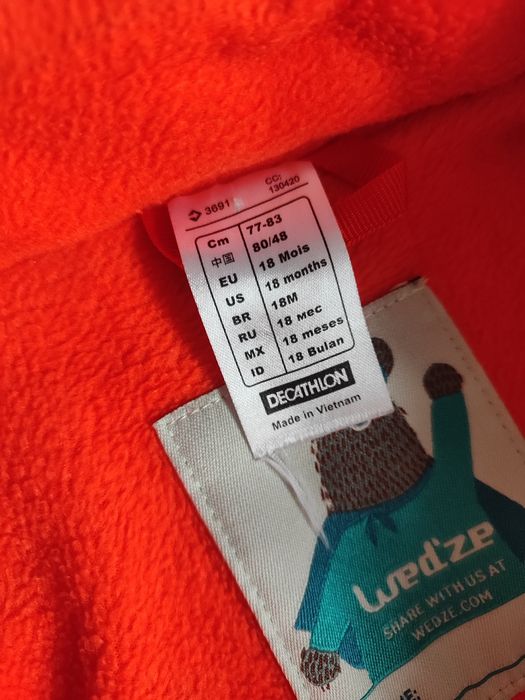 3691
CC:
130420
Cm 77-83
中国 80/48
EU 18 Mois
US 18 months
BR 18M
RU 18 мес
MX 18 meses
ID 18 Bulan
DECATHLON
Made in Vietnam
wed'ze
SHARE WITH US AT
WEDZE.COM